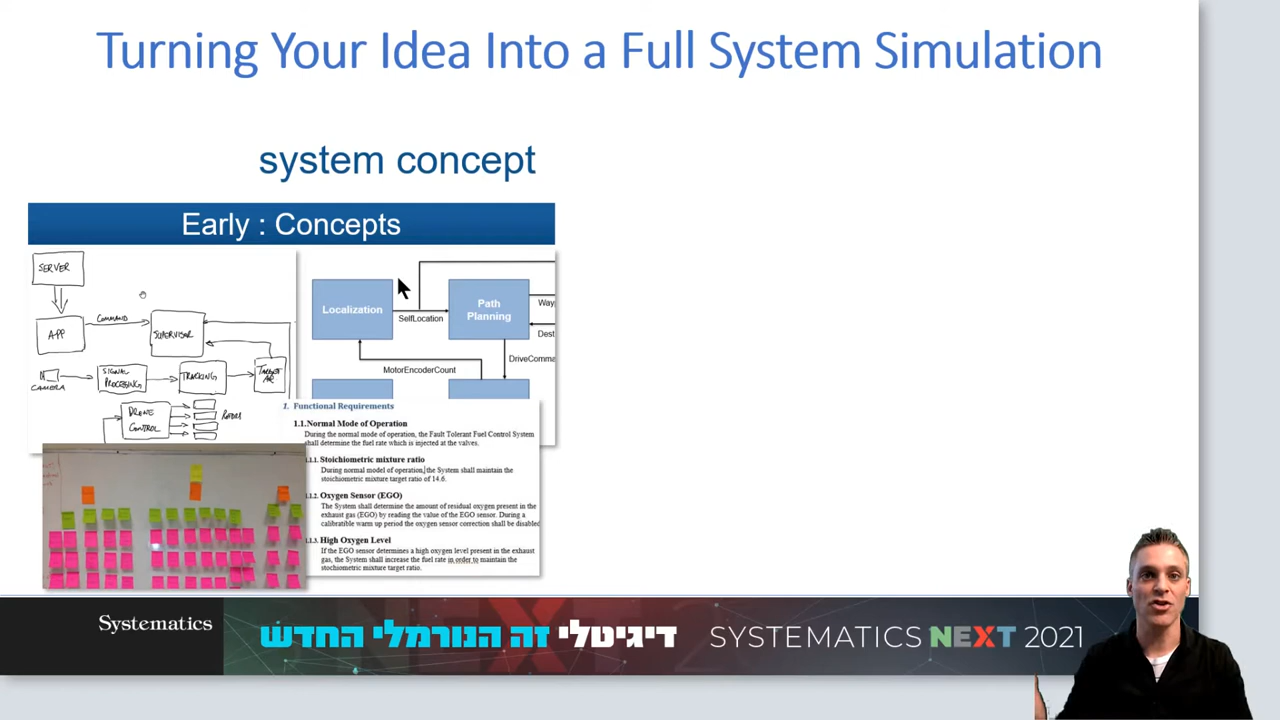 Turning Your Idea Into a Full System Simulation
system concept
Early : Concepts
SERVER
APP
COMMAND
SUPERVISOR
CAMERA
SIGNAL
PROCESSING
TRACKING
TARGET
DRONE
CONTROL
Localization
SelfLocation
Path
Planning
Way
Dest
DriveComma
MotorEncoderCount
1. Functional Requirements
1.1. Normal Mode of Operation
During the normal mode of operation, the Fault Tolerant Fuel Control System
shall determine the fuel rate which is injected at the valves.
1.1.1. Stoichiometric mixture ratio
During normal model of operation, the System shall maintain the
stoichiometric mixture target ratio of 14.6.
1.1.2. Oxygen Sensor (EGO)
The System shall determine the amount of residual oxygen present in the
exhaust gas (EGO) by reading the value of the EGO sensor. During a
calibratible warm up period the oxygen sensor correction shall be disabled
1.1.3. High Oxygen Level
If the EGO sensor determines a high oxygen level present in the exhaust
gas, the System shall increase the fuel rate in order to maintain the
stochiometric mixture target ratio.
Systematics
דיגיטלי זה הנורמלי החדש
SYSTEMATICS NEXT 2021